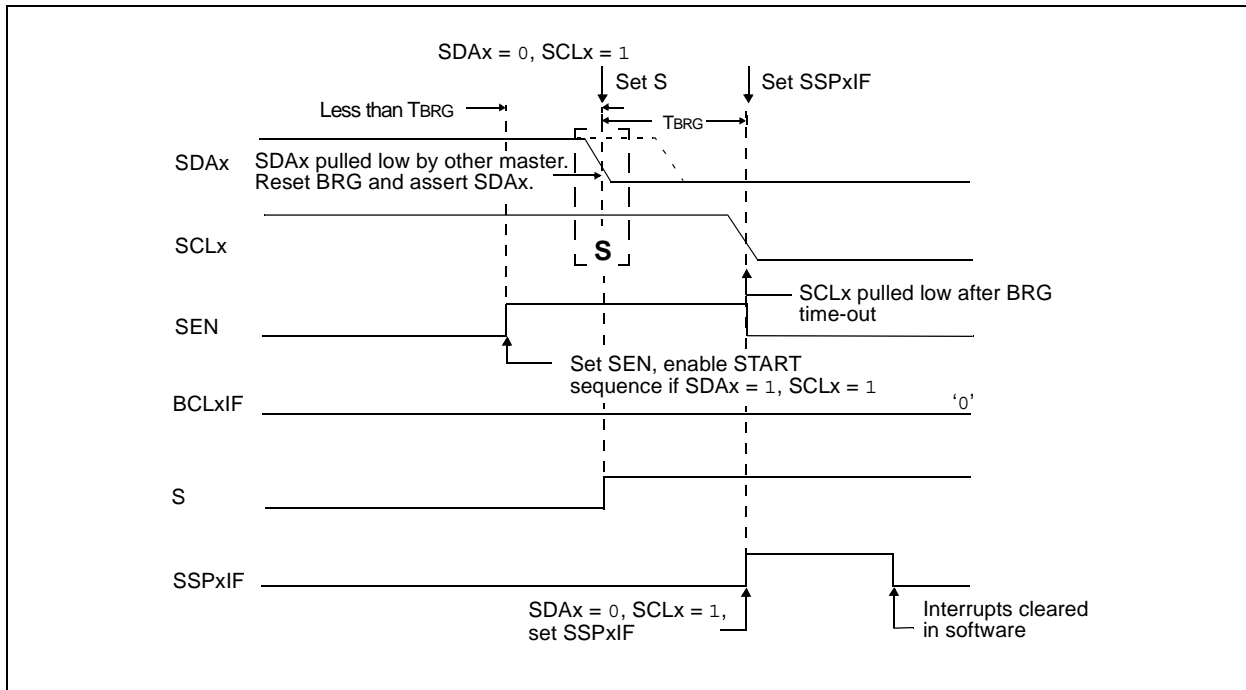 SDAx = 0, SCLx = 1
Set S
Set SSPxIF
Less than TBRG
TBRG
SDAx
SDAx pulled low by other master.
Reset BRG and assert SDAx.
SCLx
S
SCLx pulled low after BRG
time-out
SEN
Set SEN, enable START
sequence if SDAx = 1, SCLx = 1
BCLxIF
‘0’
S
SSPxIF
SDAx = 0, SCLx = 1,
set SSPxIF
Interrupts cleared
in software